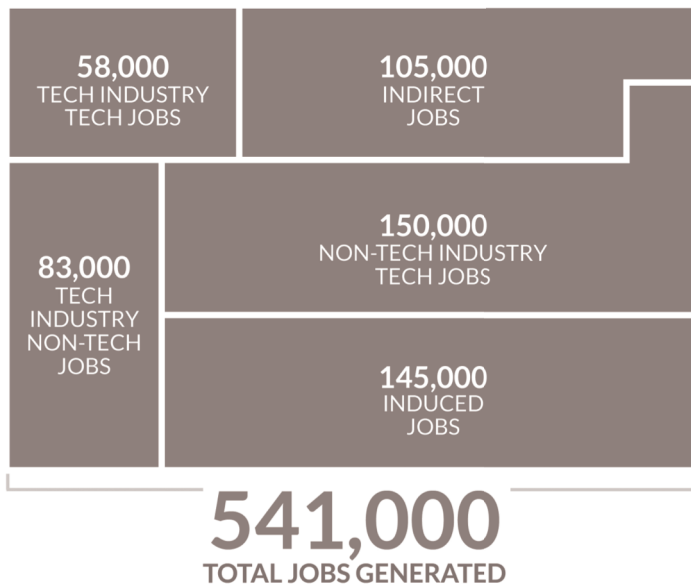 58,000
TECH INDUSTRY
TECH JOBS
105,000
INDIRECT
JOBS
83,000
TECH
INDUSTRY
NON-TECH
JOBS
150,000
NON-TECH INDUSTRY
TECH JOBS
145,000
INDUCED
JOBS
541,000
TOTAL JOBS GENERATED